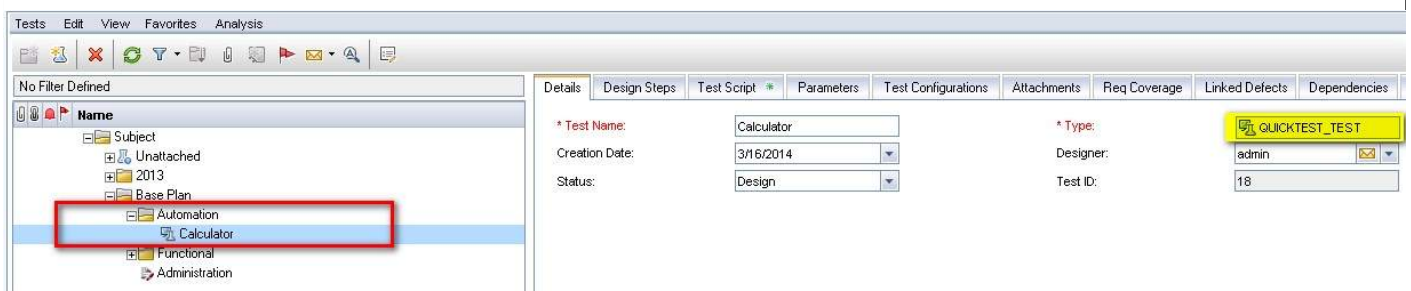 Tests Edit View Favorites Analysis
No Filter Defined
Name
Subject
Unattached
2013
Base Plan
Automation
Calculator
Functional
Administration
Details Design Steps Test Script * Parameters Test Configurations Attachments Req Coverage Linked Defects Dependencies
* Test Name: Calculator * Type: QUICKTEST_TEST
Creation Date: 3/16/2014 Designer: admin
Status: Design Test ID: 18